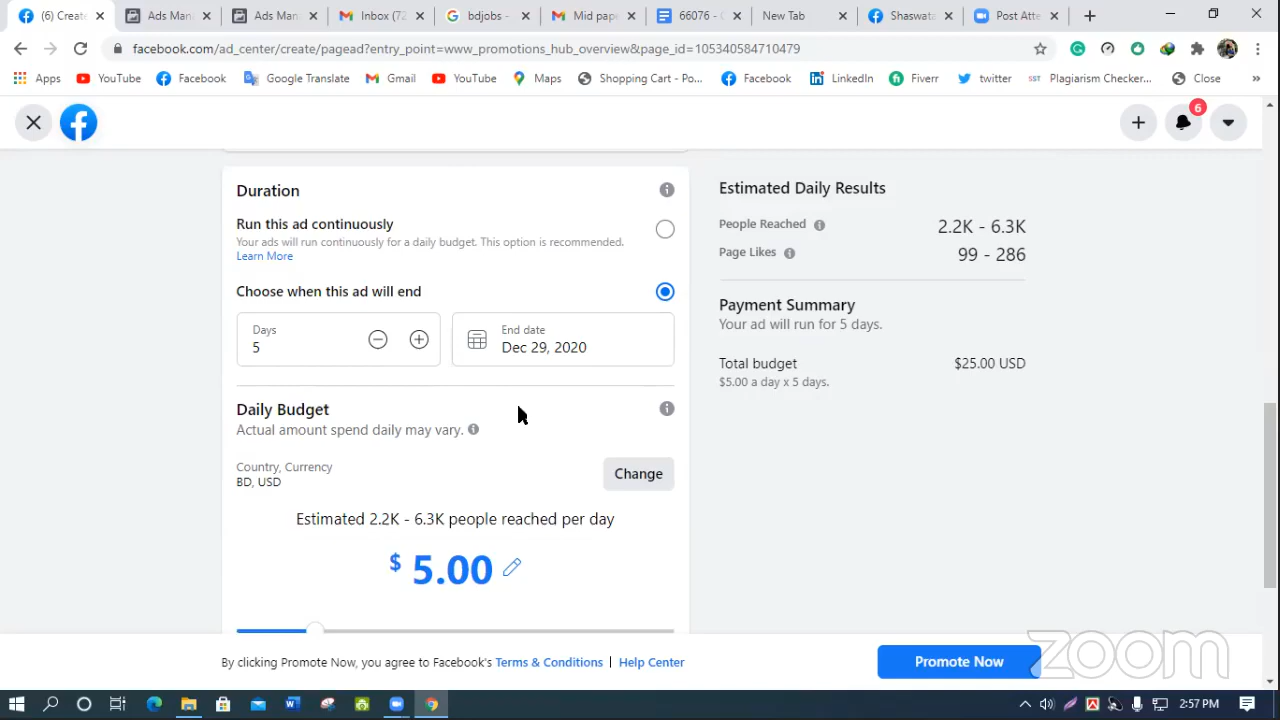 (6) Create
Ads Man
Ads Man
Inbox (7
bdjobs -
Mid pap
66076 - C
New Tab
Shaswata
Post Atte
facebook.com/ad_center/create/pagead?entry_point=www_promotions_hub_overview&page_id=105340584710479
Apps
YouTube
Facebook
Google Translate
Gmail
YouTube
Maps
Shopping Cart - Po...
Facebook
LinkedIn
Fiverr
twitter
SST
Plagiarism Checker...
Close
»
6
Duration
Run this ad continuously
Your ads will run continuously for a daily budget. This option is recommended.
Learn More
Choose when this ad will end
Days
5
End date
Dec 29, 2020
Daily Budget
Actual amount spend daily may vary.
Country, Currency
BD, USD
Change
Estimated 2.2K - 6.3K people reached per day
$ 5.00
Estimated Daily Results
People Reached
2.2K - 6.3K
Page Likes
99 - 286
Payment Summary
Your ad will run for 5 days.
Total budget
$25.00 USD
$5.00 a day x 5 days.
By clicking Promote Now, you agree to Facebook's Terms & Conditions | Help Center
Promote Now
zoom
2:57 PM